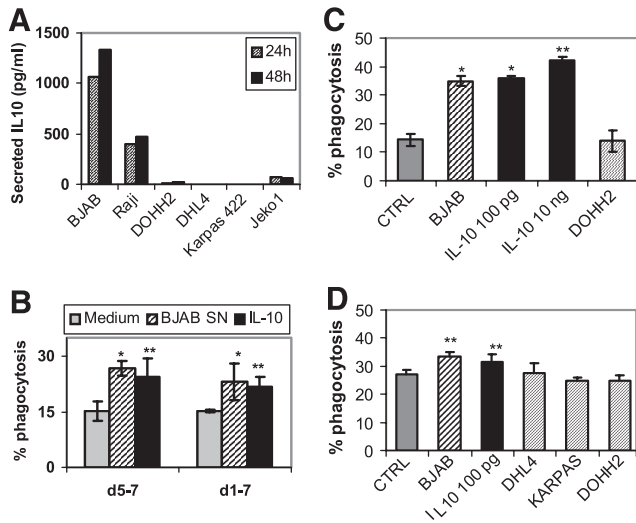 A
Secreted IL10 (pg/ml)
1500
1000
500
0
24h
48h
BJAB
Raji
DOHH2
DHL4
Karpas 422
Jeko1
B
Medium
BJAB SN
IL-10
% phagocytosis
30
15
0
* ** * **
d5-7
d1-7
C
% phagocytosis
50
40
30
20
10
0
* * **
CTRL
BJAB
IL-10 100 pg
IL-10 10 ng
DOHH2
D
% phagocytosis
50
40
30
20
10
0
** **
CTRL
BJAB
IL10 100 pg
DHL4
KARPAS
DOHH2